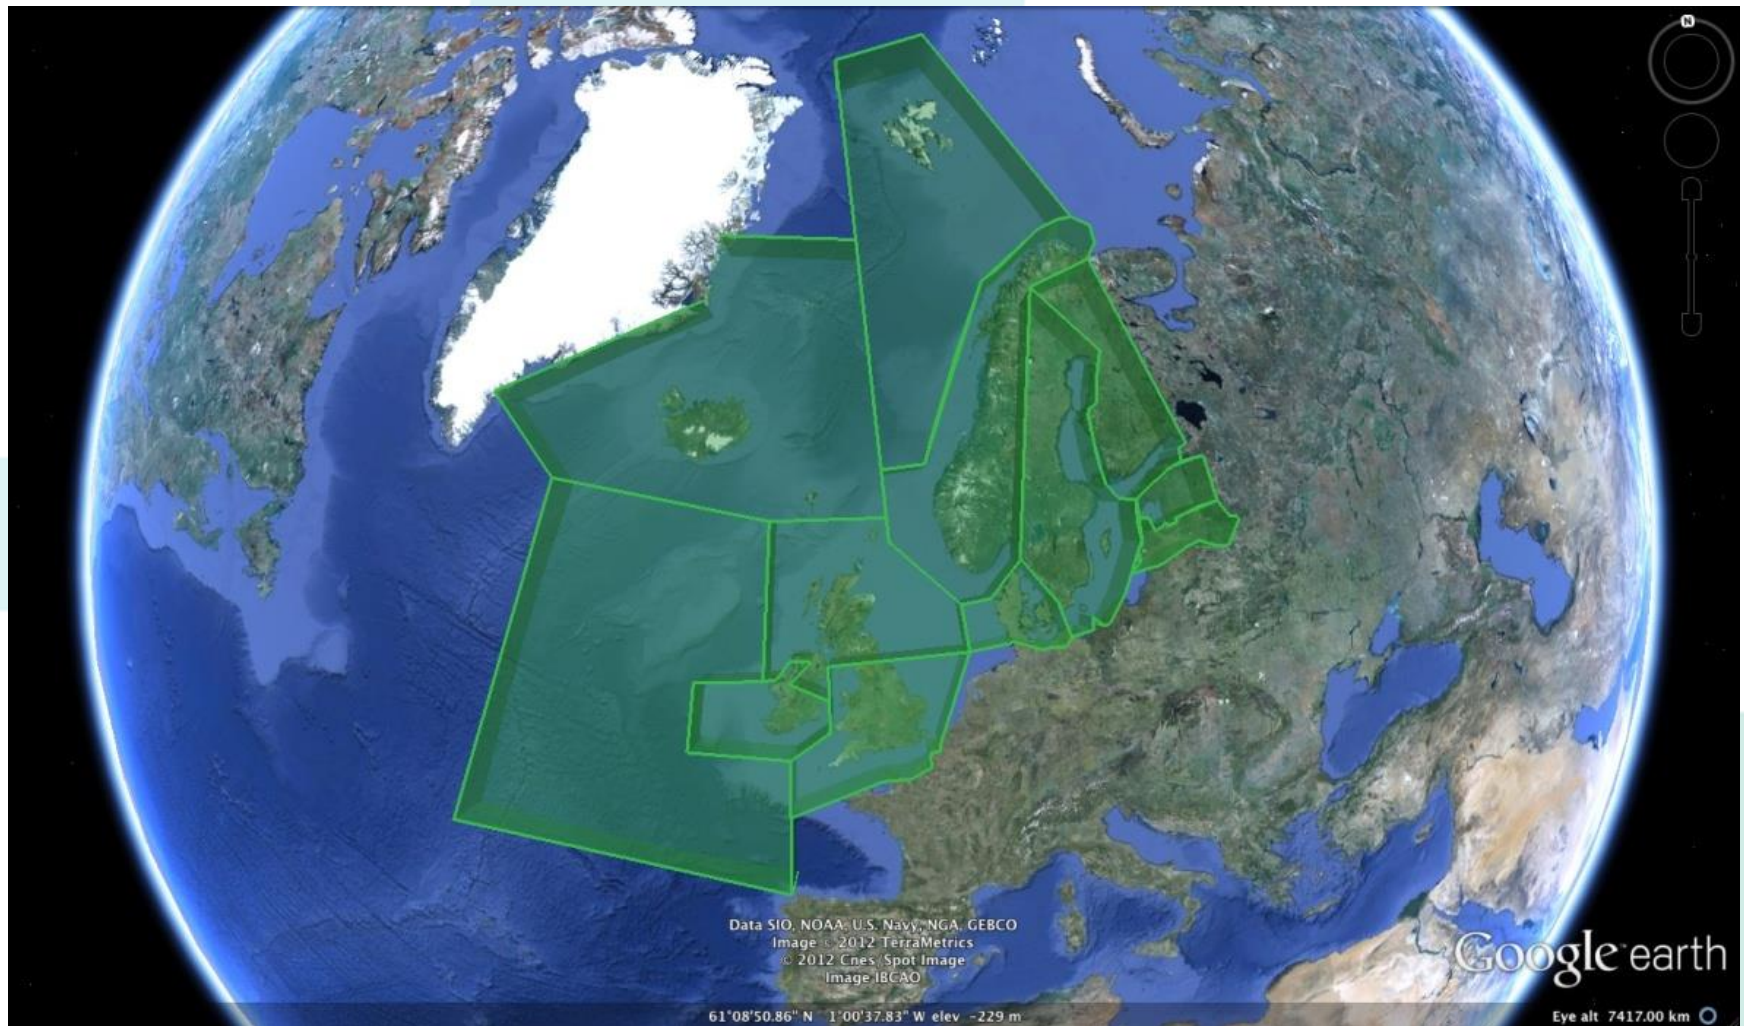 N
Data SIO, NOAA, U.S. Navy, NGA, GEBCO
Image © 2012 TerraMetrics
© 2012 Cnes/Spot Image
Image IBCAO
Google earth
61°08'50.86" N 1°00'37.83" W elev -229 m
Eye alt 7417.00 km